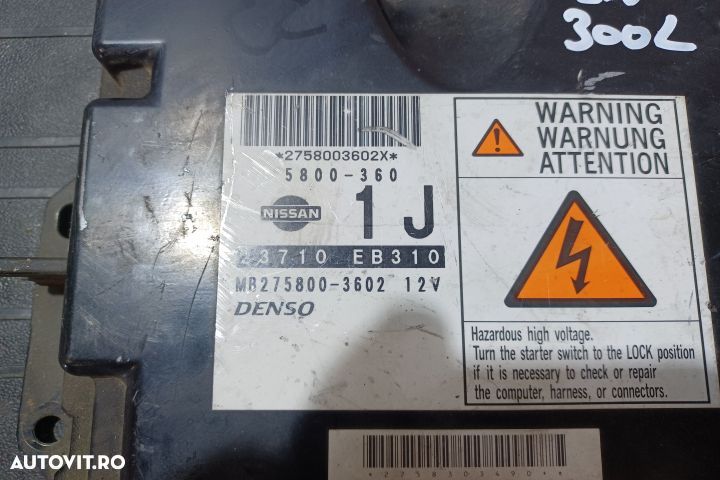 300L
*2758003602X*
5800-360
NISSAN
1J
23710 EB310
MB275800-3602 12V
DENSO
WARNING
WARNUNG
ATTENTION
Hazardous high voltage.
Turn the starter switch to the LOCK position
if it is necessary to check or repair
the computer, harness, or connectors.
*2758303490*
AUTOVIT.RO